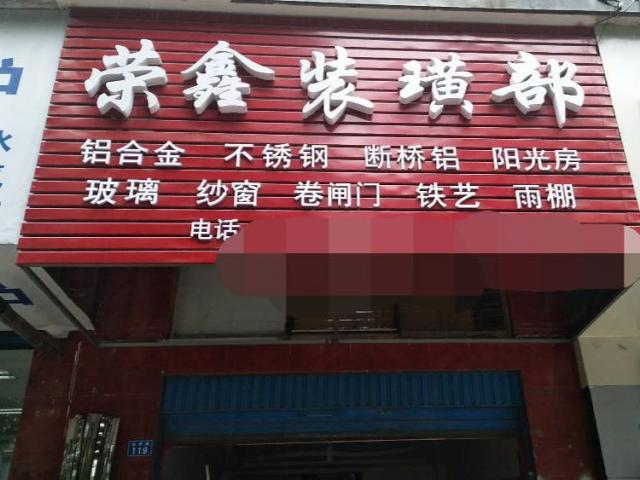 荣鑫装璜部
铝合金 不锈钢 断桥铝 阳光房
玻璃 纱窗 卷闸门 铁艺 雨棚
电话
119